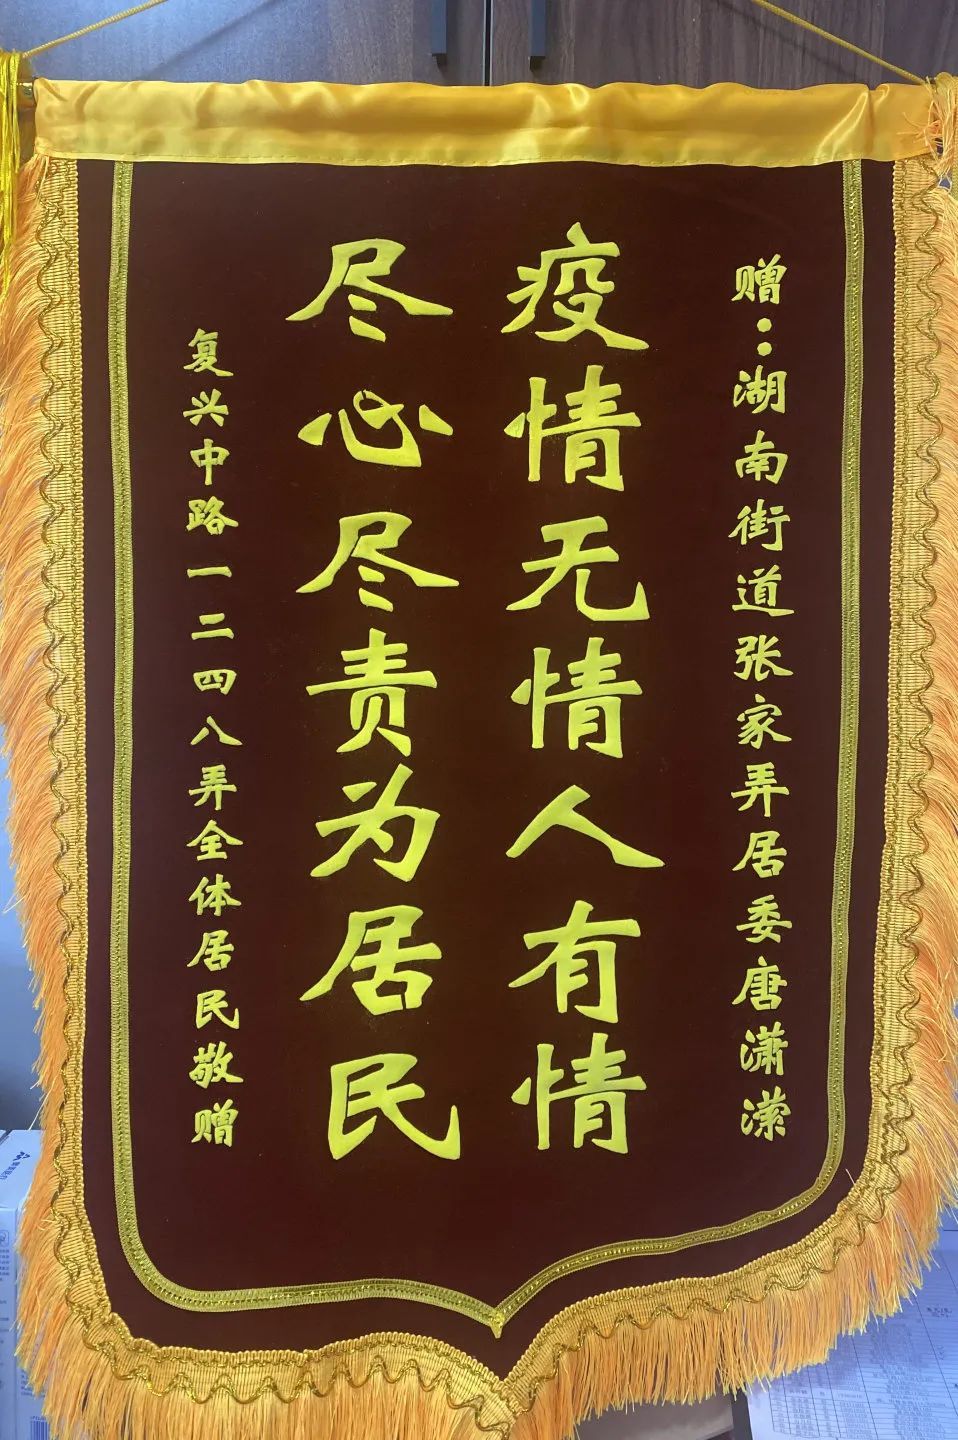 赠：湖南街道张家弄居委唐潇潆
疫情无情人有情
尽心尽责为居民
复兴中路一二四八弄全体居民敬赠